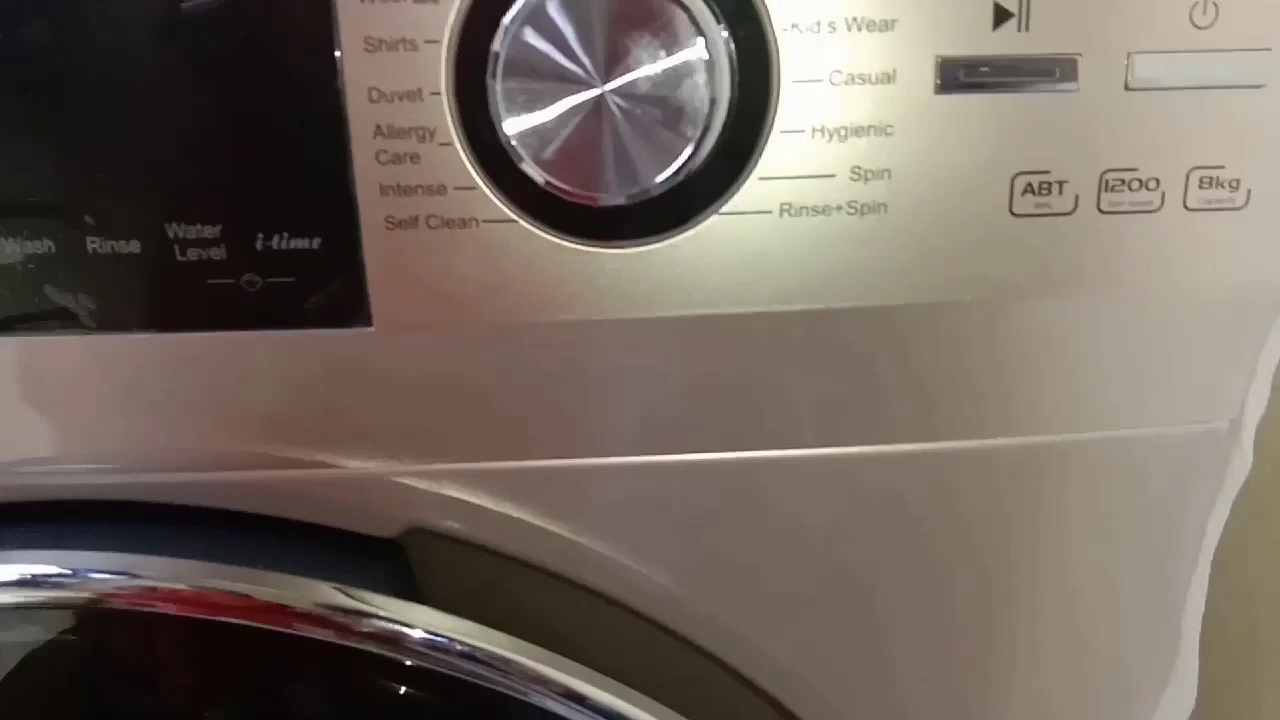 Shirts
Duvet
Allergy
Care
Intense
Self Clean
Kid's Wear
Casual
Hygienic
Spin
Rinse+Spin
Wash
Rinse
Water
Level
i-time
ABT
1200
8kg
Capacity